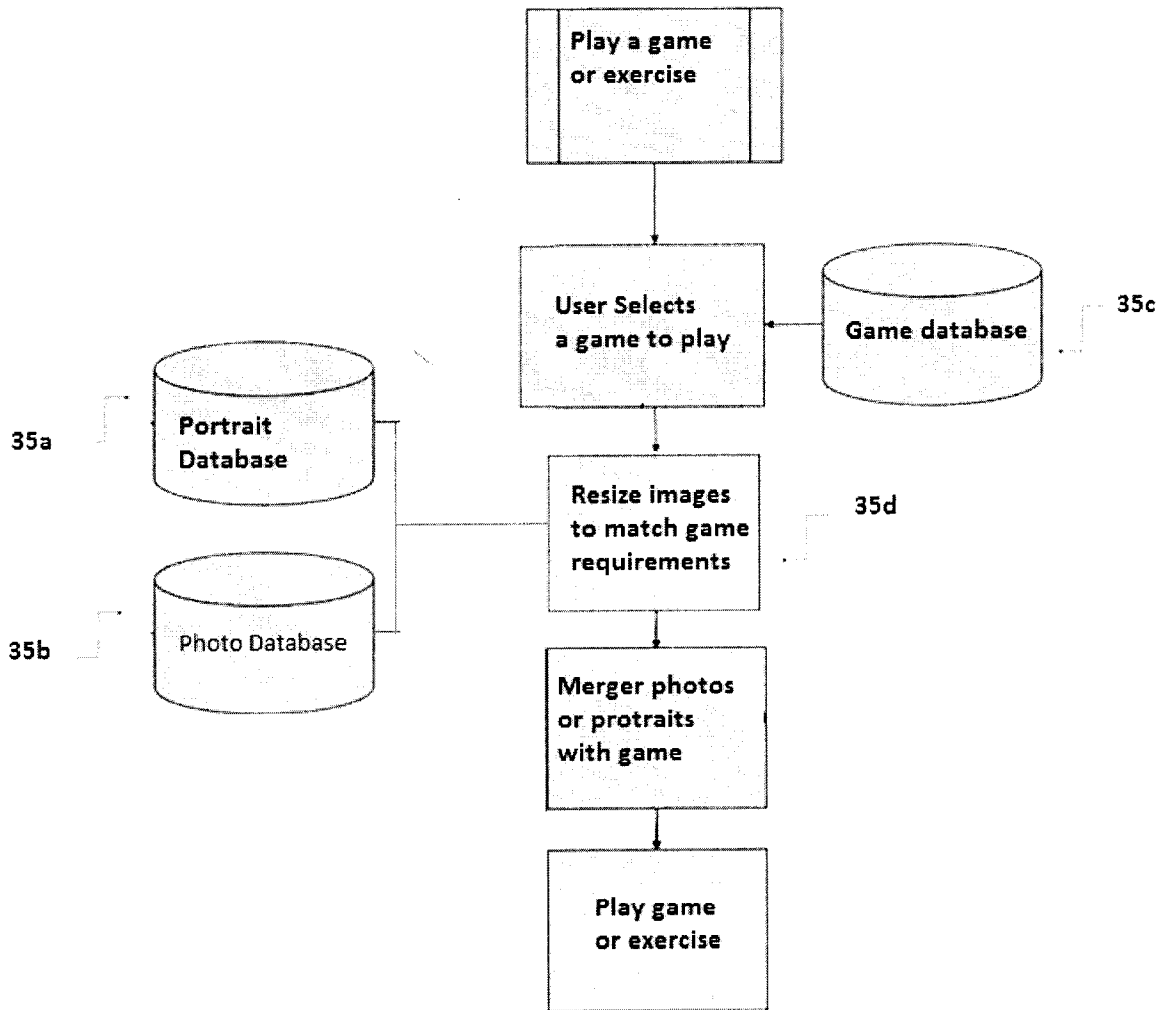 Play a game
or exercise
User Selects
a game to play
Game database
35c
35a
Portrait
Database
Resize images
to match game
requirements
35d
35b
Photo Database
Merger photos
or protraits
with game
Play game
or exercise